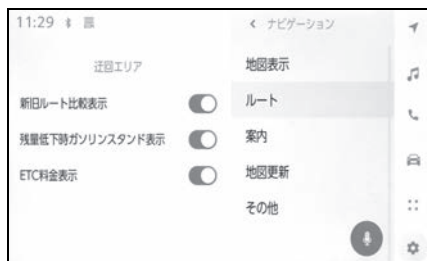 11:29
迂回エリア
新旧ルート比較表示
残量低下時ガソリンスタンド表示
ETC料金表示
< ナビゲーション
地図表示
ルート
案内
地図更新
その他